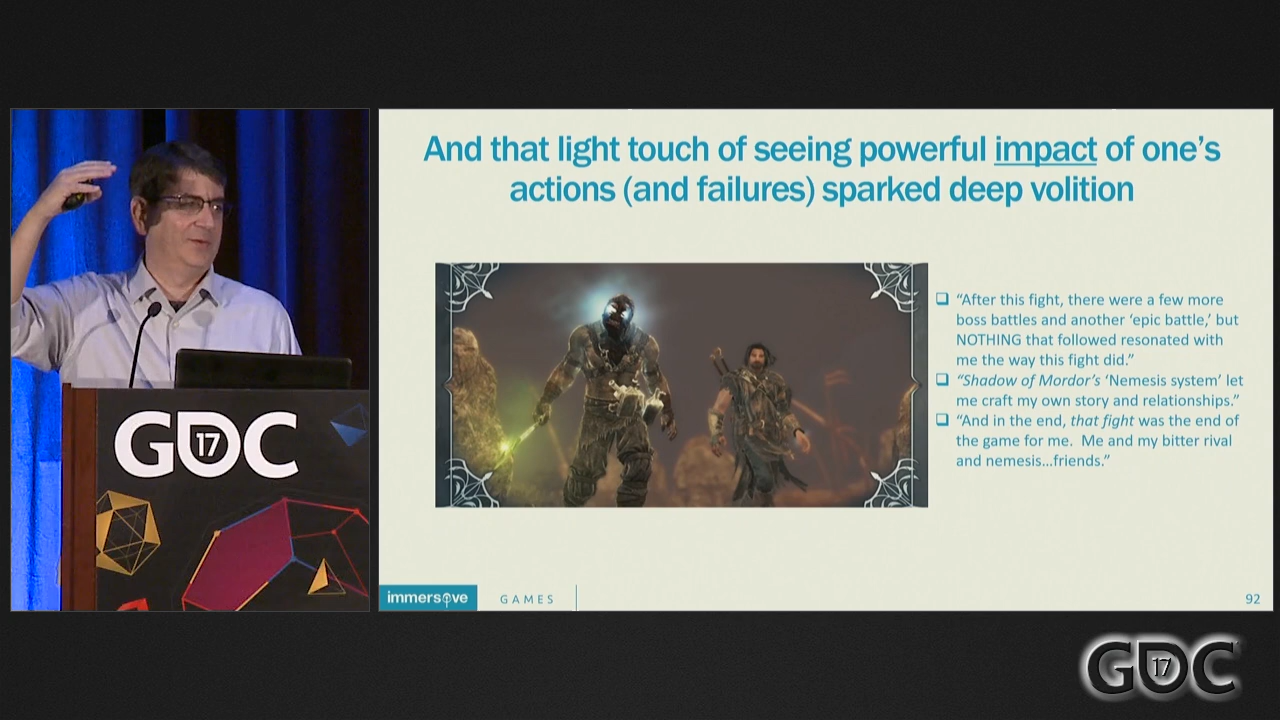 And that light touch of seeing powerful impact of one's
actions (and failures) sparked deep volition
❑ “After this fight, there were a few more
boss battles and another ‘epic battle,’ but
NOTHING that followed resonated with
me the way this fight did.”
❑ “Shadow of Mordor’s ‘Nemesis system’ let
me craft my own story and relationships.”
❑ “And in the end, that fight was the end of
the game for me.  Me and my bitter rival
and nemesis…friends.”
immersive GAMES
92
GDC
17
GDC
17